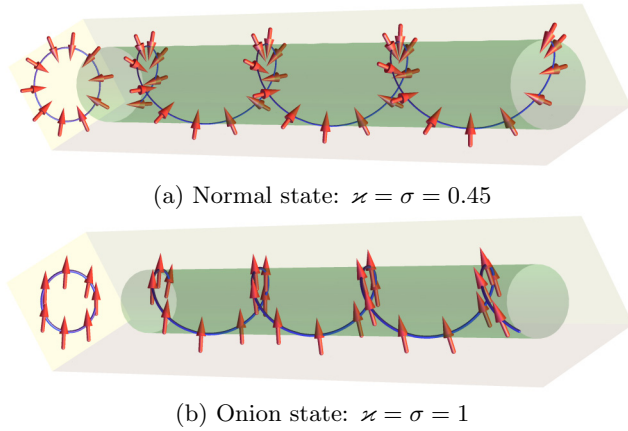 (a) Normal state: ϰ = σ = 0.45
(b) Onion state: ϰ = σ = 1